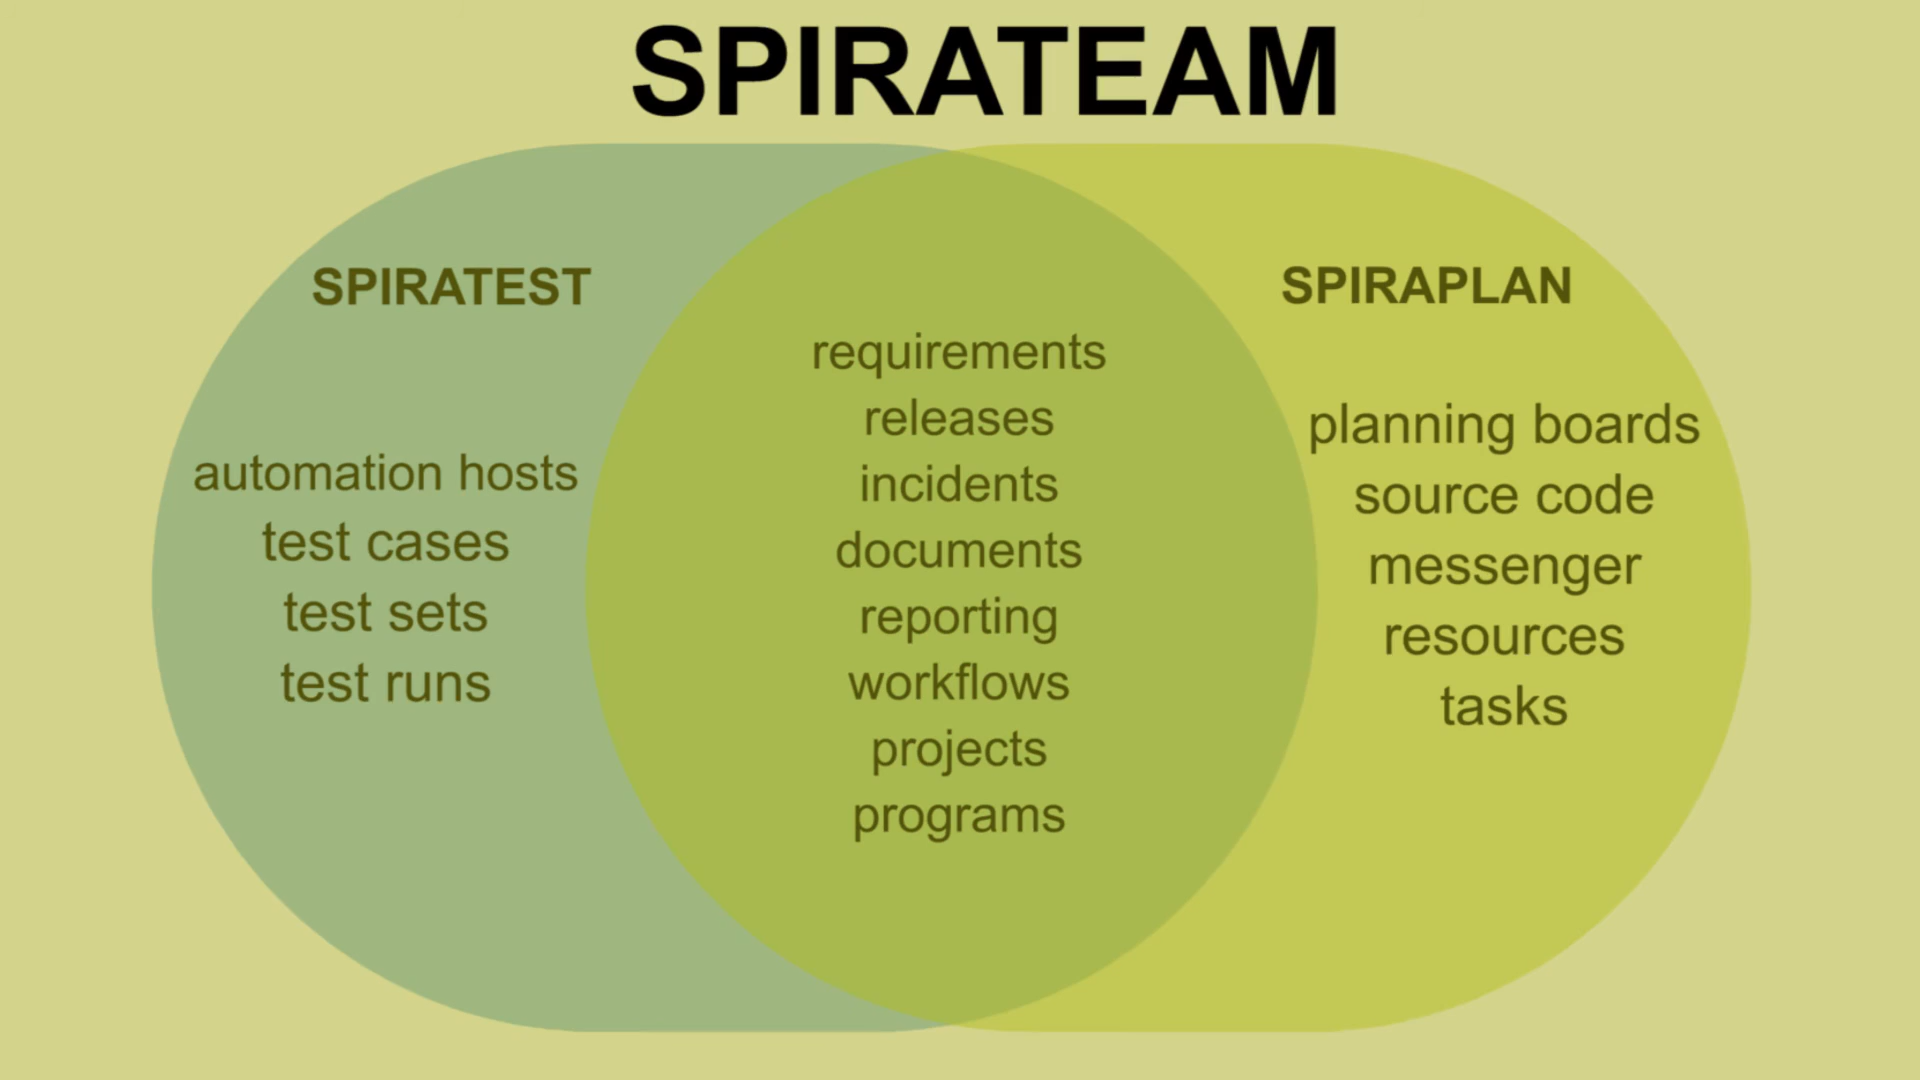 SPIRATEAM
SPIRATEST
automation hosts
test cases
test sets
test runs
requirements
releases
incidents
documents
reporting
workflows
projects
programs
SPIRAPLAN
planning boards
source code
messenger
resources
tasks